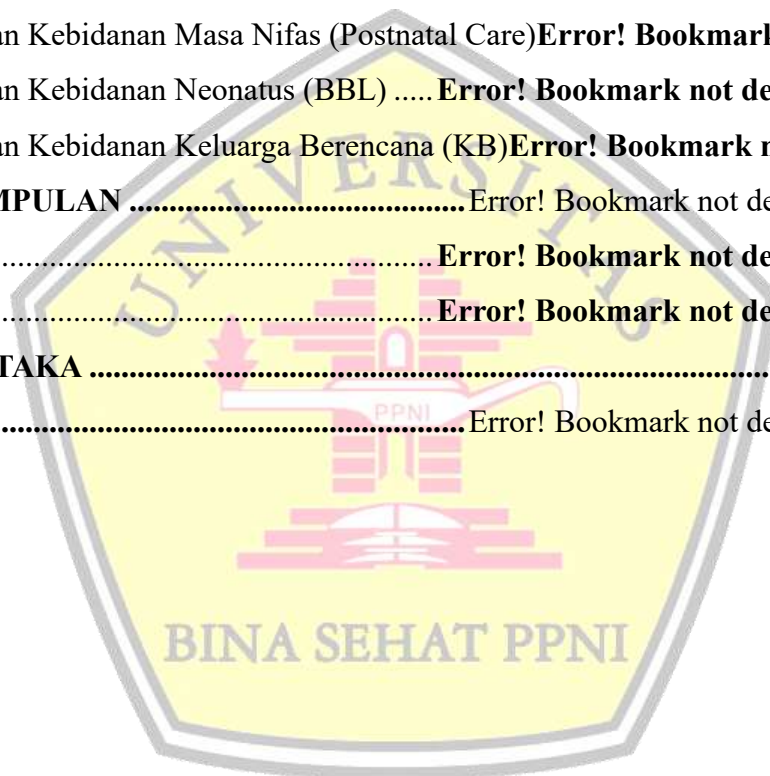 an Kebidanan Masa Nifas (Postnatal Care)Error! Bookmark
an Kebidanan Neonatus (BBL) .....Error! Bookmark not de
an Kebidanan Keluarga Berencana (KB)Error! Bookmark n
MPULAN ..........................................Error! Bookmark not de
......................................................Error! Bookmark not de
......................................................Error! Bookmark not de
TAKA .....................................................................................
..........................................................Error! Bookmark not de
UNIVERSITAS
PPNI
BINA SEHAT PPNI